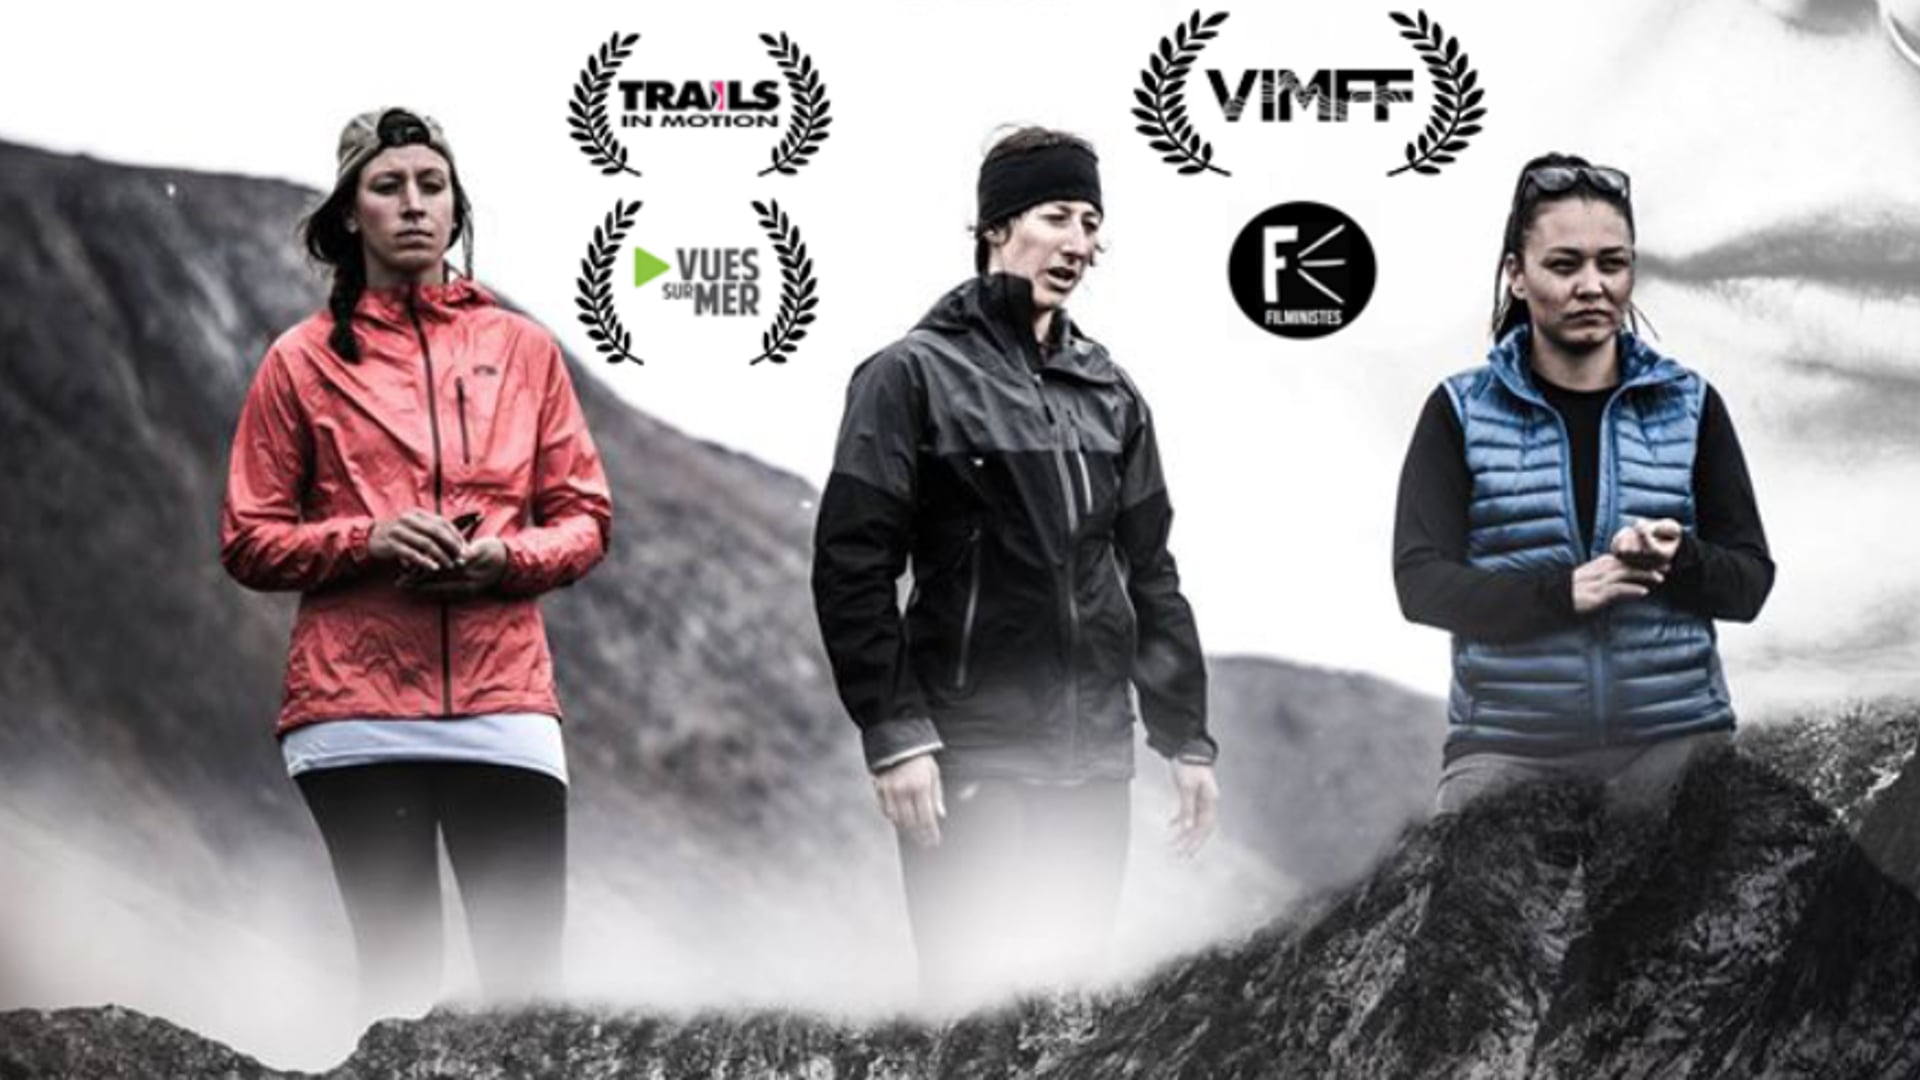 TRAILS
IN MOTION
VIMFF
VUES
SUR MER
F
FILMINISTES